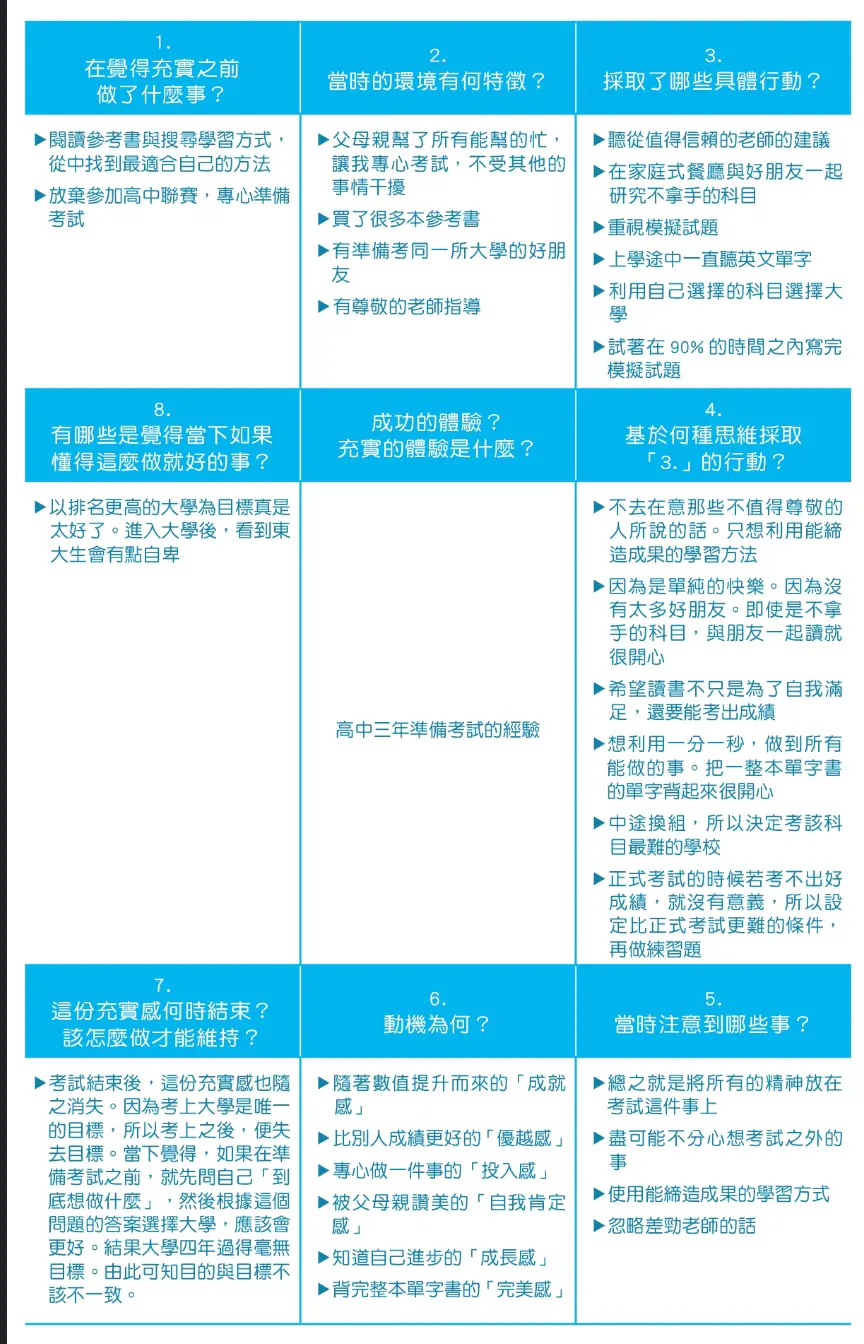 1.
在覺得充實之前
做了什麼事？
2.
當時的環境有何特徵？
3.
採取了哪些具體行動？
▶閱讀參考書與搜尋學習方式，
從中找到最適合自己的方法
▶放棄參加高中聯賽，專心準備
考試
▶父母親幫了所有能幫的忙，
讓我專心考試，不受其他的
事情干擾
▶買了很多本參考書
▶有準備考同一所大學的好朋
友
▶有尊敬的老師指導
▶聽從值得信賴的老師的建議
▶在家庭式餐廳與好朋友一起
研究不拿手的科目
▶重視模擬試題
▶上學途中一直聽英文單字
▶利用自己選擇的科目選擇大
學
▶試著在 90% 的時間之內寫完
模擬試題
8.
有哪些是覺得當下如果
懂得這麼做就好的事？
成功的體驗？
充實的體驗是什麼？
4.
基於何種思維採取
「3.」的行動？
▶以排名更高的大學為目標真是
太好了。進入大學後，看到東
大生會有點自卑
高中三年準備考試的經驗
▶不去在意那些不值得尊敬的
人所說的話。只想利用能締
造成果的學習方法
▶因為是單純的快樂。因為沒
有太多好朋友。即使是不拿
手的科目，與朋友一起讀就
很開心
▶希望讀書不只是為了自我滿
足，還要能考出成績
▶想利用一分一秒，做到所有
能做的事。把一整本單字書
的單字背起來很開心
▶中途換組，所以決定考該科
目最難的學校
▶正式考試的時候若考不出好
成績，就沒有意義，所以設
定比正式考試更難的條件，
再做練習題
7.
這份充實感何時結束？
該怎麼做才能維持？
6.
動機為何？
5.
當時注意到哪些事？
▶考試結束後，這份充實感也隨
之消失。因為考上大學是唯一
的目標，所以考上之後，便失
去目標。當下覺得，如果在準
備考試之前，就先問自己「到
底想做什麼」，然後根據這個
問題的答案選擇大學，應該會
更好。結果大學四年過得毫無
目標。由此可知目的與目標不
該不一致。
▶隨著數值提升而來的「成就
感」
▶比別人成績更好的「優越感」
▶專心做一件事的「投入感」
▶被父母親讚美的「自我肯定
感」
▶知道自己進步的「成長感」
▶背完整本單字書的「完美感」
▶總之就是將所有的精神放在
考試這件事上
▶盡可能不分心想考試之外的
事
▶使用能締造成果的學習方式
▶忽略差勁老師的話